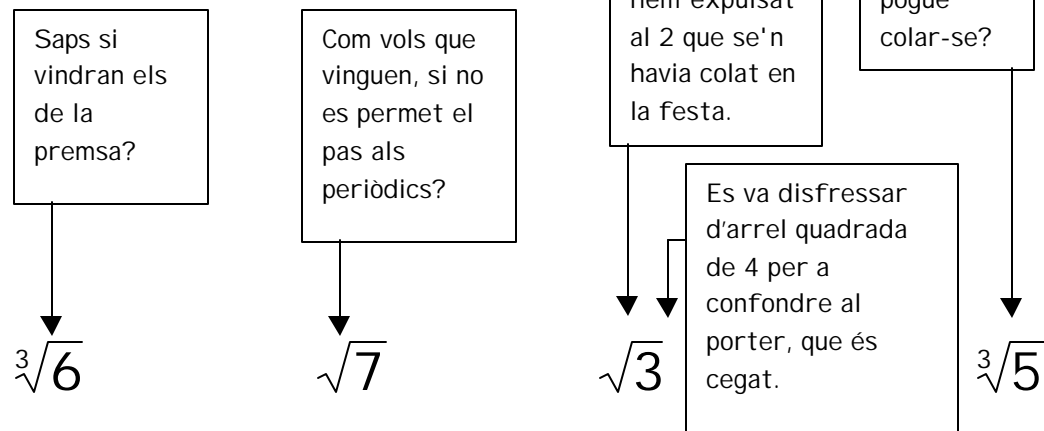 Saps si
vindran els
de la
premsa?
Com vols que
vinguen, si no
es permet el
pas als
periòdics?
hem expulsat
al 2 que se'n
havia colat en
la festa.
pogué
colar-se?
Es va disfressar
d'arrel quadrada
de 4 per a
confondre al
porter, que és
cegat.
∛6
√7
√3
∛5